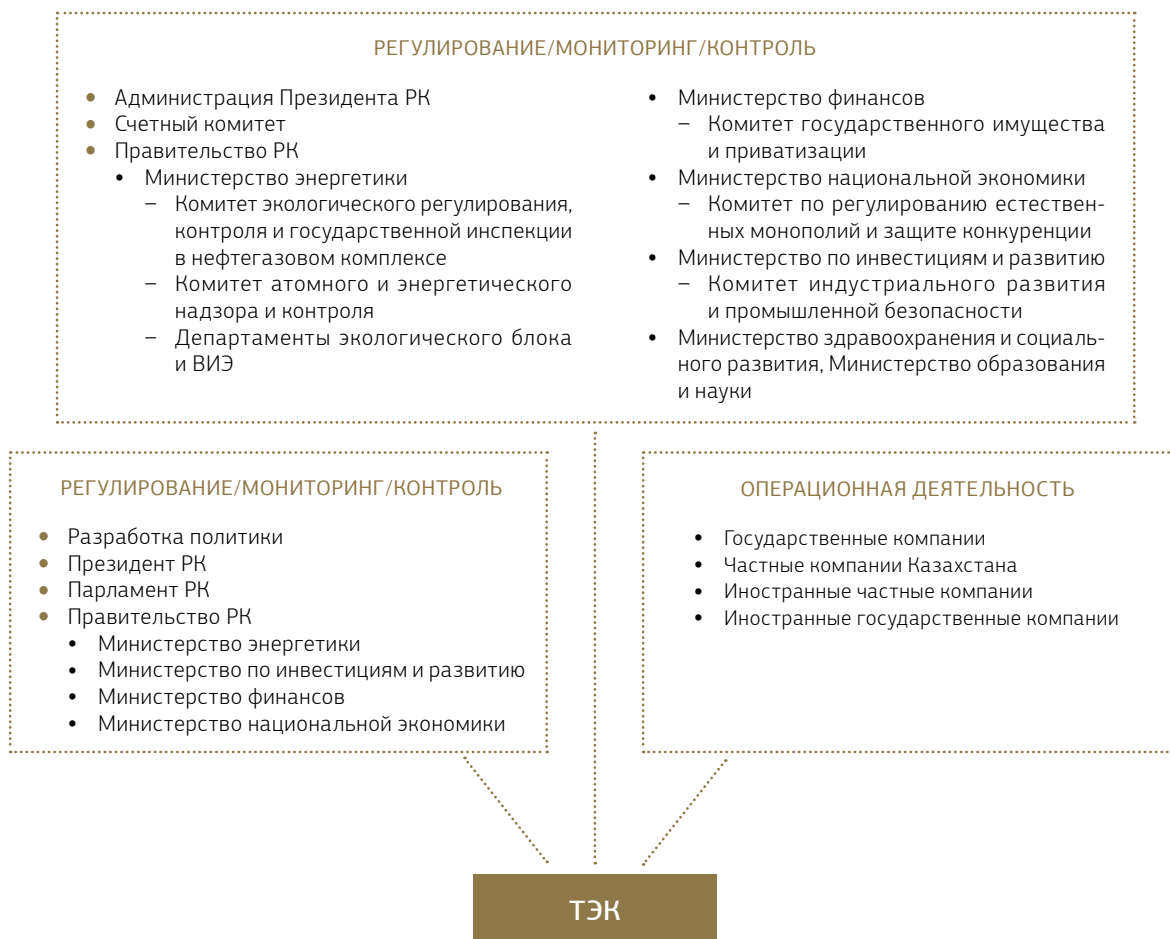 РЕГУЛИРОВАНИЕ/МОНИТОРИНГ/КОНТРОЛЬ
• Администрация Президента РК
• Счетный комитет
• Правительство РК
• Министерство энергетики
– Комитет экологического регулирования,
контроля и государственной инспекции
в нефтегазовом комплексе
– Комитет атомного и энергетического
надзора и контроля
– Департаменты экологического блока
и ВИЭ
• Министерство финансов
– Комитет государственного имущества
и приватизации
• Министерство национальной экономики
– Комитет по регулированию естествен-
ных монополий и защите конкуренции
• Министерство по инвестициям и развитию
– Комитет индустриального развития
и промышленной безопасности
• Министерство здравоохранения и социаль-
ного развития, Министерство образования
и науки
РЕГУЛИРОВАНИЕ/МОНИТОРИНГ/КОНТРОЛЬ
• Разработка политики
• Президент РК
• Парламент РК
• Правительство РК
• Министерство энергетики
• Министерство по инвестициям и развитию
• Министерство финансов
• Министерство национальной экономики
ОПЕРАЦИОННАЯ ДЕЯТЕЛЬНОСТЬ
• Государственные компании
• Частные компании Казахстана
• Иностранные частные компании
• Иностранные государственные компании
ТЭК